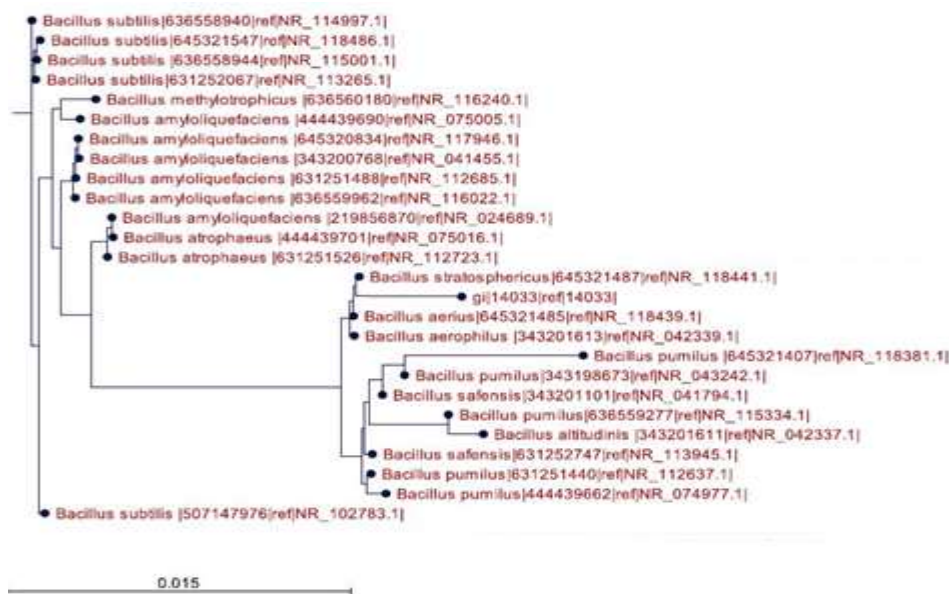 Bacillus subtilis|636558940|ref|NR_114997.1|
Bacillus subtilis|645321547|ref|NR_118486.1|
Bacillus subtilis |636558944|ref|NR_115001.1|
Bacillus subtilis |631252067|ref|NR_113265.1|
Bacillus methylotrophicus |636560180|ref|NR_116240.1|
Bacillus amyloliquefaciens |444439690|ref|NR_075005.1|
Bacillus amyloliquefaciens |645320834|ref|NR_117946.1|
Bacillus amyloliquefaciens |343200768|ref|NR_041455.1|
Bacillus amyloliquefaciens |631251488|ref|NR_112685.1|
Bacillus amyloliquefaciens |636559962|ref|NR_116022.1|
Bacillus amyloliquefaciens |219856870|ref|NR_024689.1|
Bacillus atrophaeus |444439701|ref|NR_075016.1|
Bacillus atrophaeus |631251526|ref|NR_112723.1|
Bacillus stratosphericus|645321487|ref|NR_118441.1|
gi|14033|ref|14033|
Bacillus aerius|645321485|ref|NR_118439.1|
Bacillus aerophilus |343201613|ref|NR_042339.1|
Bacillus pumilus |645321407|ref|NR_118381.1|
Bacillus pumilus|343198673|ref|NR_043242.1|
Bacillus safensis|343201101|ref|NR_041794.1|
Bacillus pumilus|636559277|ref|NR_115334.1|
Bacillus altitudinis |343201611|ref|NR_042337.1|
Bacillus safensis|631252747|ref|NR_113945.1|
Bacillus pumilus|631251440|ref|NR_112637.1|
Bacillus pumilus|444439662|ref|NR_074977.1|
Bacillus subtilis |507147976|ref|NR_102783.1|
0.015